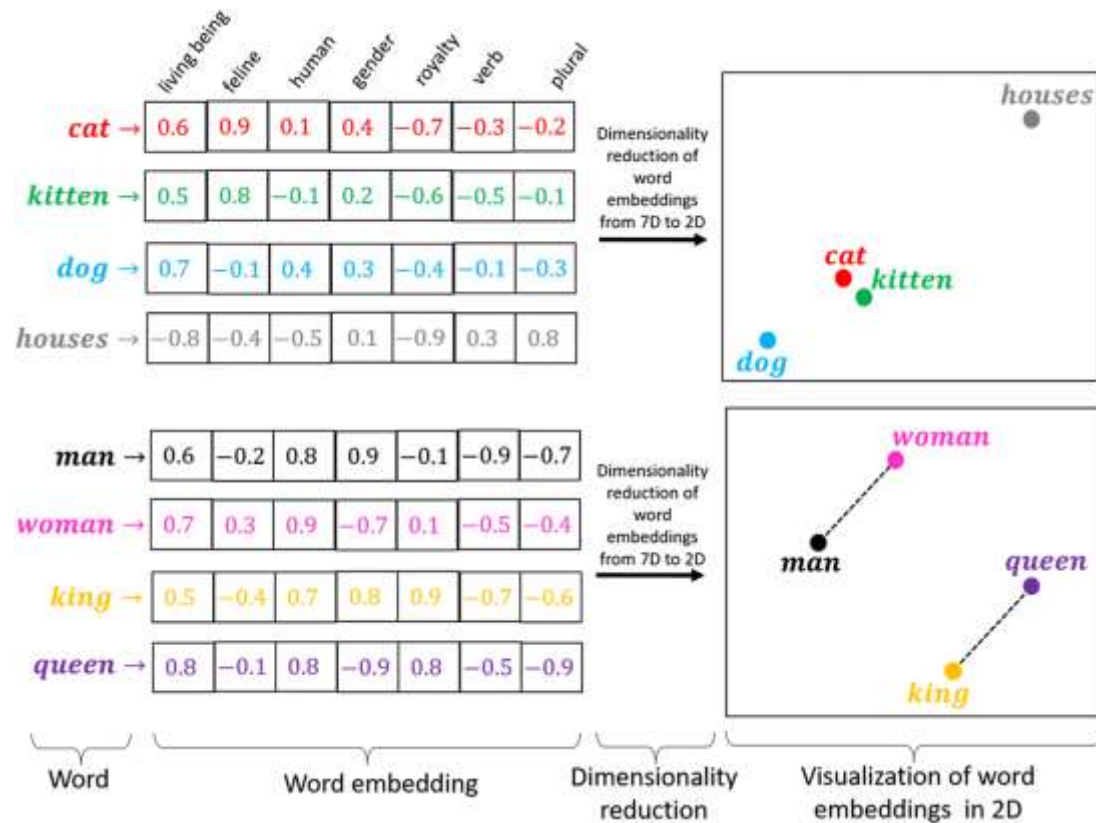 living being feline human gender royalty verb plural
cat → 0.6 0.9 0.1 0.4 −0.7 −0.3 −0.2
kitten → 0.5 0.8 −0.1 0.2 −0.6 −0.5 −0.1
dog → 0.7 −0.1 0.4 0.3 −0.4 −0.1 −0.3
houses → −0.8 −0.4 −0.5 0.1 −0.9 0.3 0.8
Dimensionality
reduction of
word
embeddings
from 7D to 2D
houses
cat
kitten
dog
man → 0.6 −0.2 0.8 0.9 −0.1 −0.9 −0.7
woman → 0.7 0.3 0.9 −0.7 0.1 −0.5 −0.4
king → 0.5 −0.4 0.7 0.8 0.9 −0.7 −0.6
queen → 0.8 −0.1 0.8 −0.9 0.8 −0.5 −0.9
Dimensionality
reduction of
word
embeddings
from 7D to 2D
woman
man
queen
king
Word
Word embedding
Dimensionality
reduction
Visualization of word
embeddings in 2D